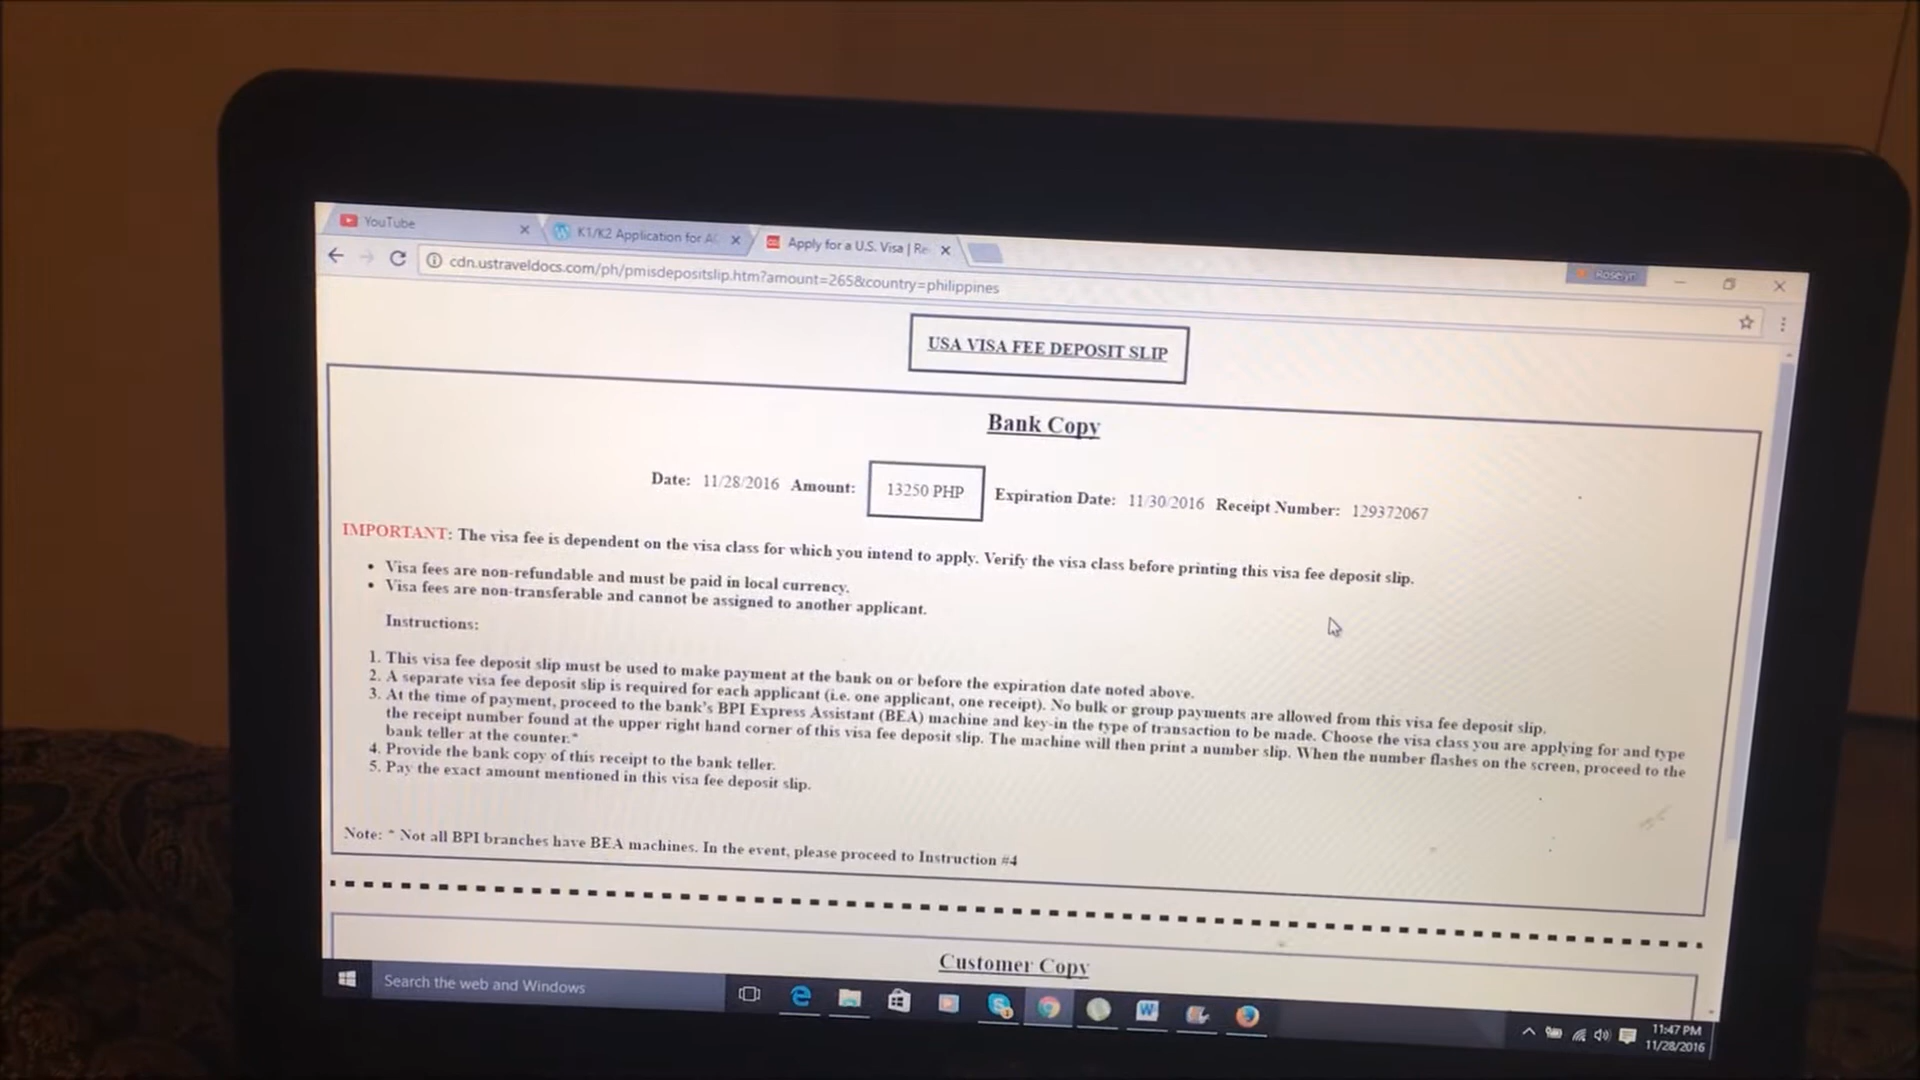 YouTube
K1/K2 Application for A
Apply for a U.S. Visa | Re
Roselyn
cdn.ustraveldocs.com/ph/pmisdepositslip.htm?amount=265&country=philippines
USA VISA FEE DEPOSIT SLIP
Bank Copy
Date: 11/28/2016 Amount: 13250 PHP Expiration Date: 11/30/2016 Receipt Number: 129372067
IMPORTANT: The visa fee is dependent on the visa class for which you intend to apply. Verify the visa class before printing this visa fee deposit slip.
• Visa fees are non-refundable and must be paid in local currency.
• Visa fees are non-transferable and cannot be assigned to another applicant.
Instructions:
1. This visa fee deposit slip must be used to make payment at the bank on or before the expiration date noted above.
2. A separate visa fee deposit slip is required for each applicant (i.e. one applicant, one receipt). No bulk or group payments are allowed from this visa fee deposit slip.
3. At the time of payment, proceed to the bank's BPI Express Assistant (BEA) machine and key-in the type of transaction to be made. Choose the visa class you are applying for and type
the receipt number found at the upper right hand corner of this visa fee deposit slip. The machine will then print a number slip. When the number flashes on the screen, proceed to the
bank teller at the counter.*
4. Provide the bank copy of this receipt to the bank teller.
5. Pay the exact amount mentioned in this visa fee deposit slip.
Note: * Not all BPI branches have BEA machines. In the event, please proceed to Instruction #4
Customer Copy
Search the web and Windows
11:47 PM
11/28/2016